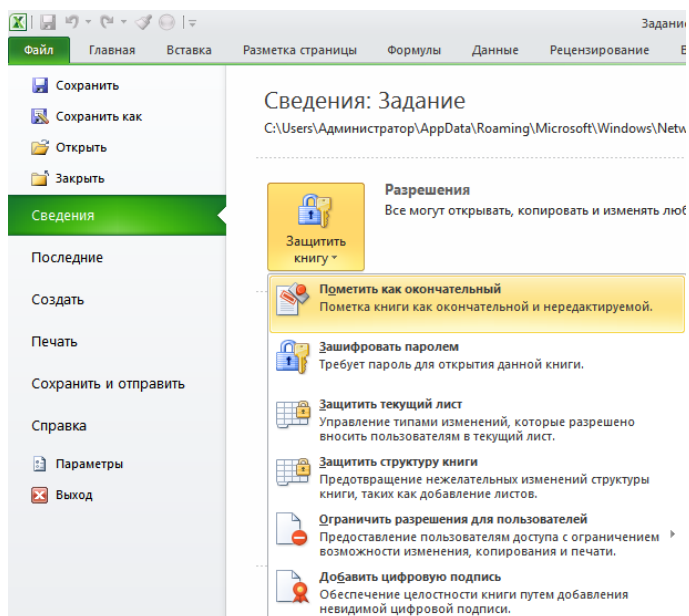 Задание
Файл Главная Вставка Разметка страницы Формулы Данные Рецензирование
Сохранить
Сохранить как
Открыть
Закрыть
Сведения
Последние
Создать
Печать
Сохранить и отправить
Справка
Параметры
Выход
Сведения: Задание
C:\Users\Администратор\AppData\Roaming\Microsoft\Windows\Netw
Защитить
книгу
Разрешения
Все могут открывать, копировать и изменять люб
Пометить как окончательный
Пометка книги как окончательной и нередактируемой.
Зашифровать паролем
Требует пароль для открытия данной книги.
Защитить текущий лист
Управление типами изменений, которые разрешено
вносить пользователям в текущий лист.
Защитить структуру книги
Предотвращение нежелательных изменений структуры
книги, таких как добавление листов.
Ограничить разрешения для пользователей
Предоставление пользователям доступа с ограничением
возможности изменения, копирования и печати.
Добавить цифровую подпись
Обеспечение целостности книги путем добавления
невидимой цифровой подписи.